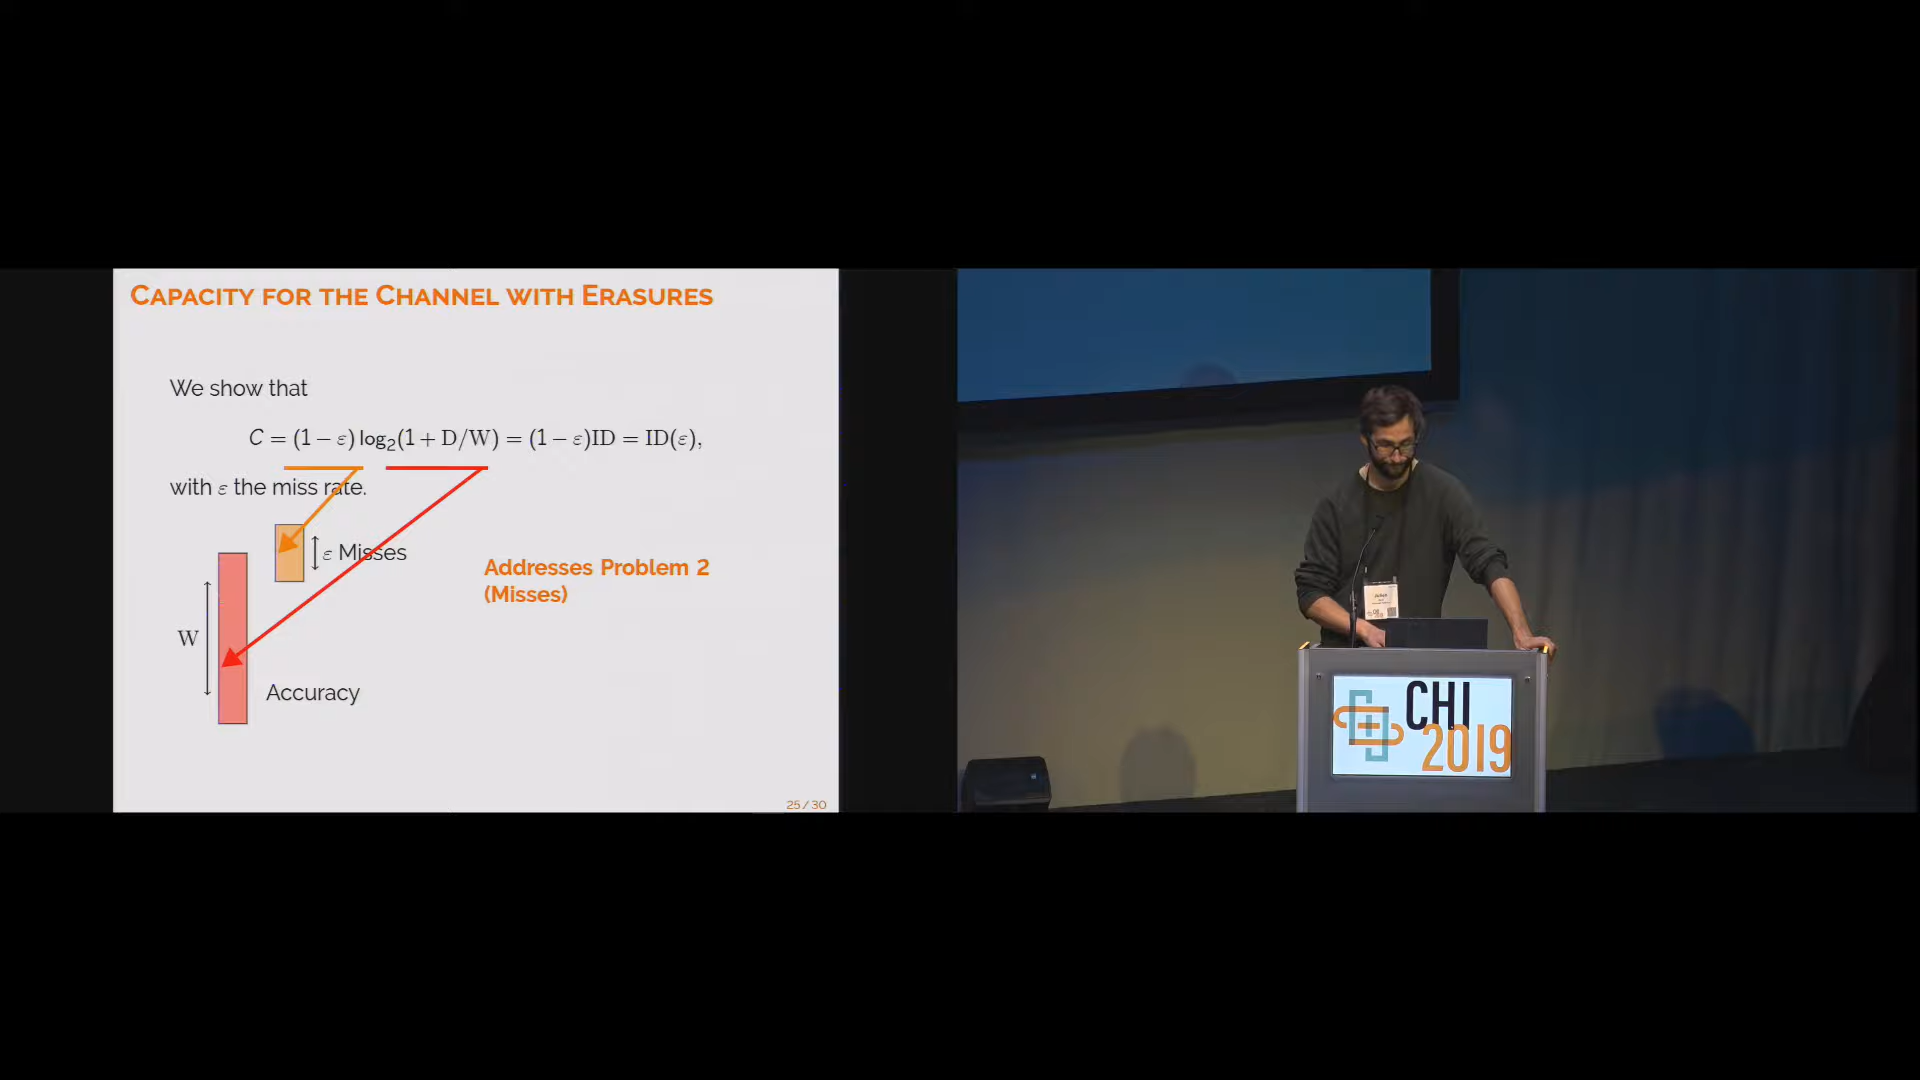 CAPACITY FOR THE CHANNEL WITH ERASURES
We show that
C = (1 − ε) log₂(1 + D/W) = (1 − ε)ID = ID(ε),
with ε the miss rate.
ε Misses
Addresses Problem 2
(Misses)
W
Accuracy
25 / 30
CHI
2019